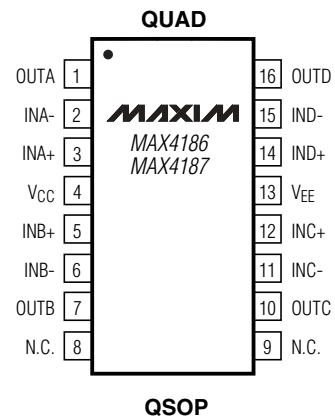 QUAD
OUTA 1 16 OUTD
INA- 2 MAXIM 15 IND-
INA+ 3 MAX4186 14 IND+
MAX4187
VCC 4 13 VEE
INB+ 5 12 INC+
INB- 6 11 INC-
OUTB 7 10 OUTC
N.C. 8 9 N.C.
QSOP